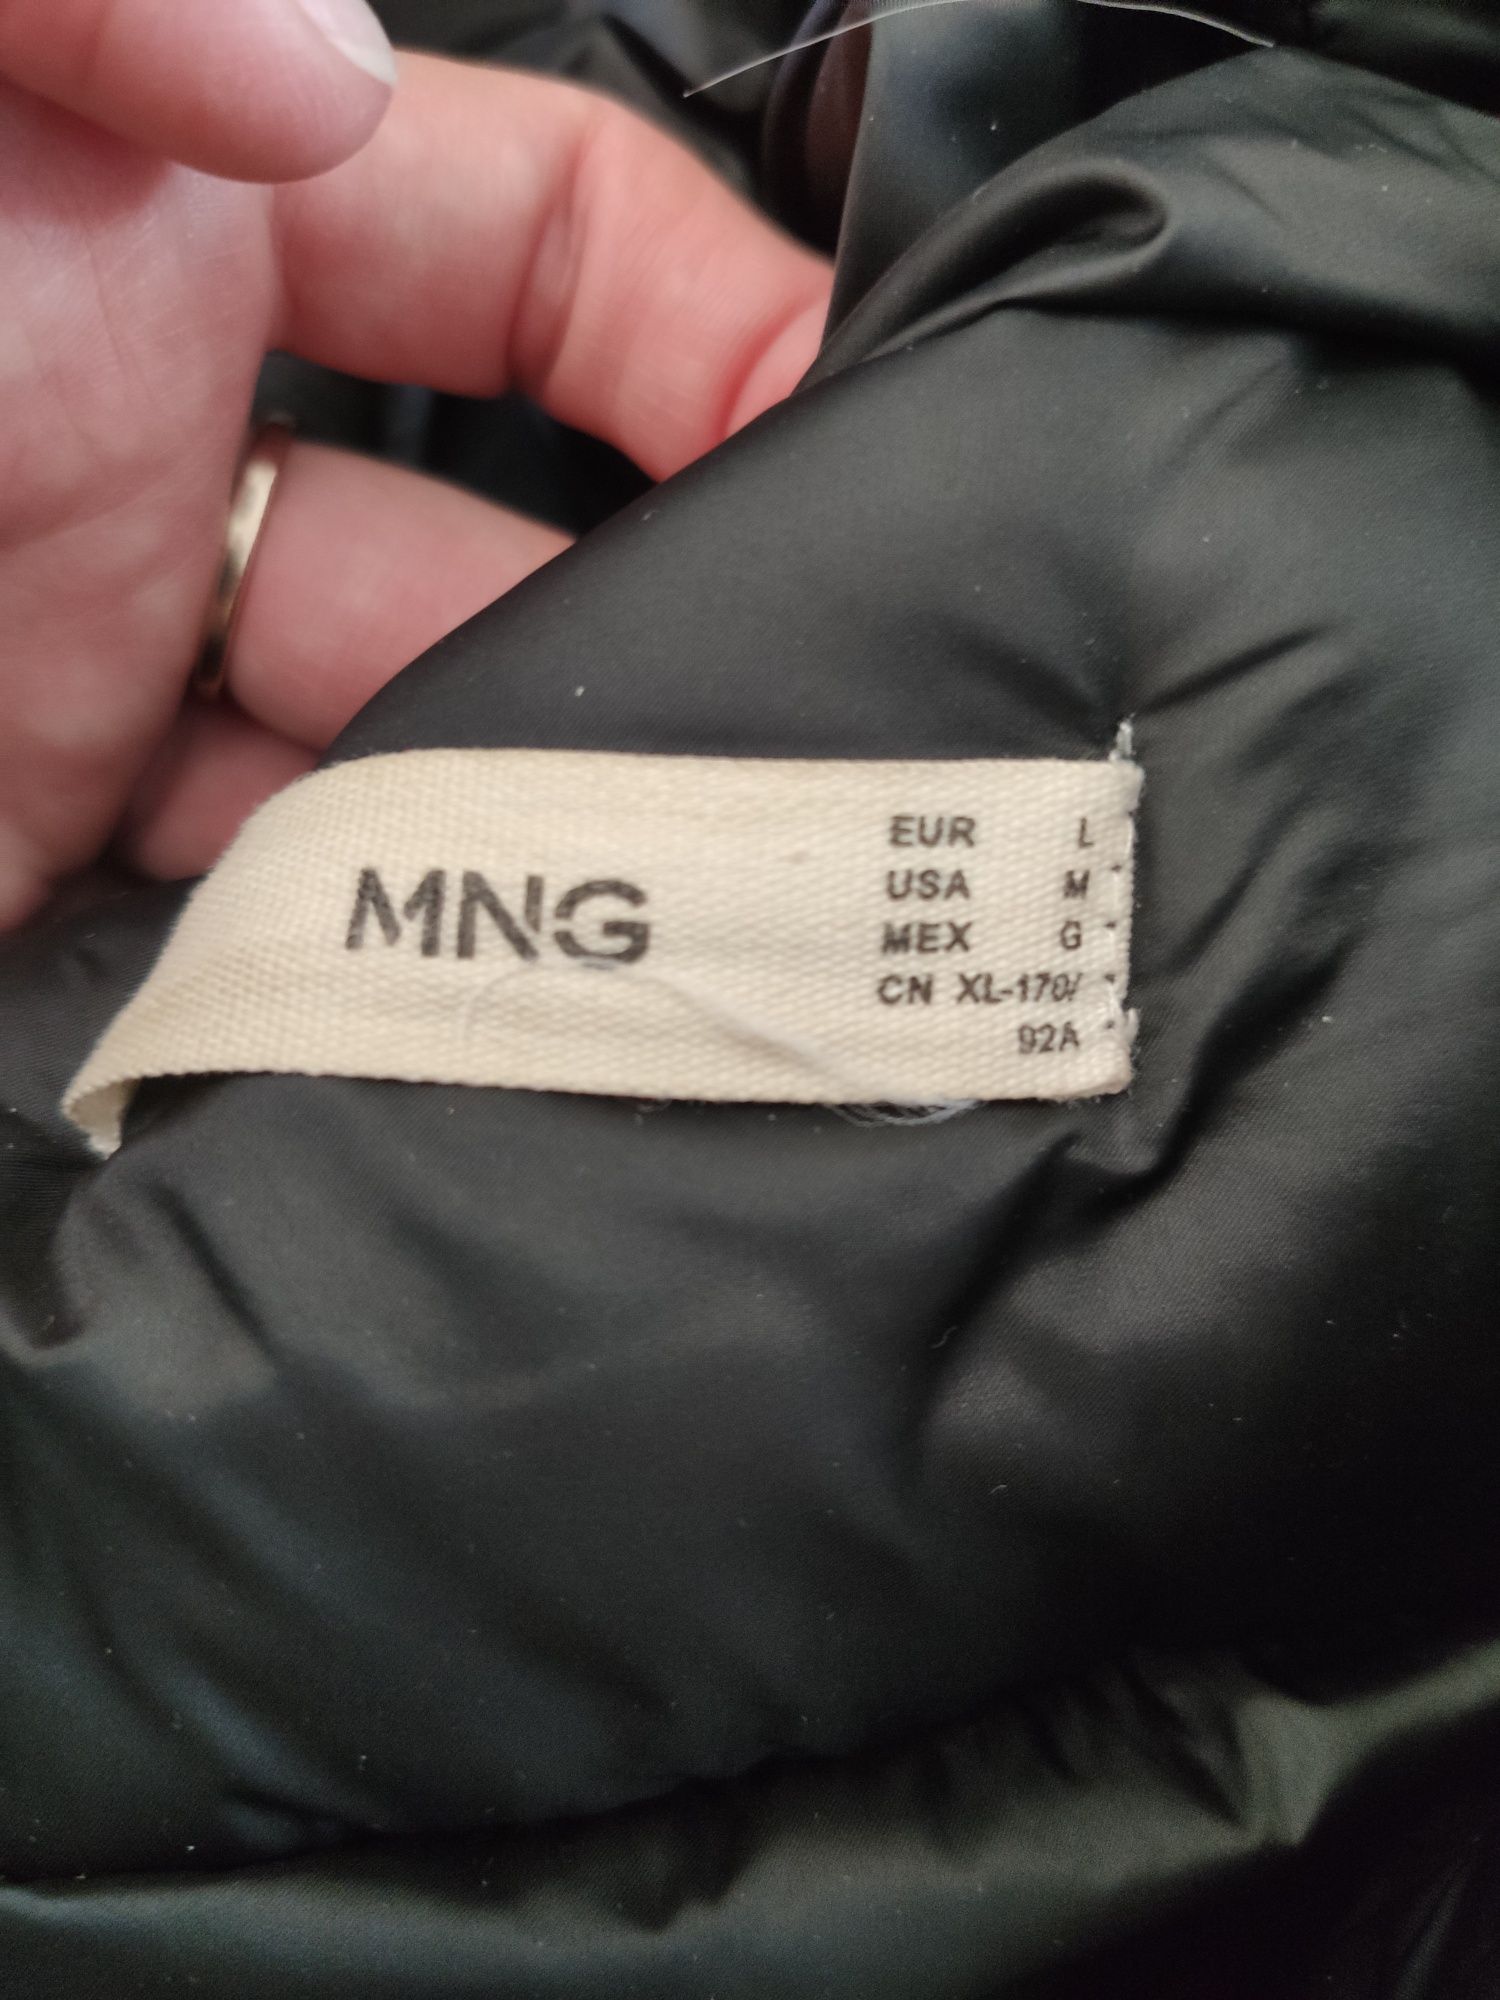 MNG
EUR L
USA M
MEX G
CN XL-170/
92A